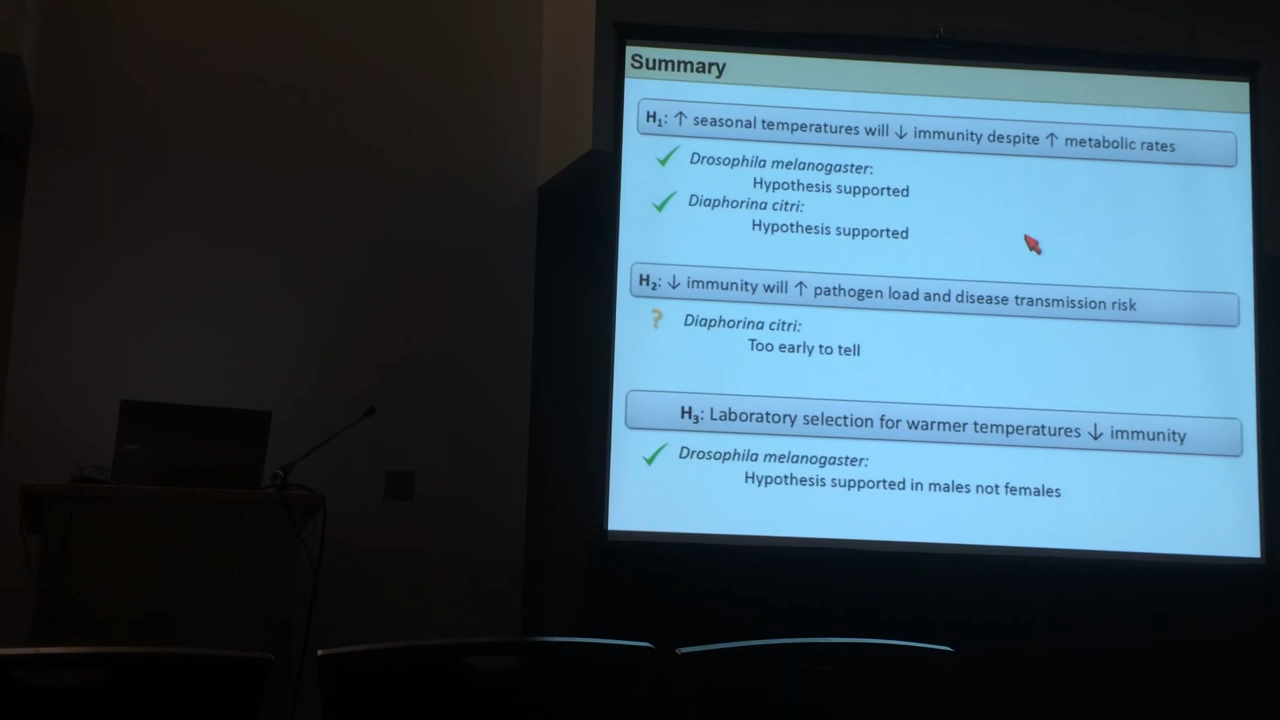 Summary
H₁: ↑ seasonal temperatures will ↓ immunity despite ↑ metabolic rates
Drosophila melanogaster:
Hypothesis supported
Diaphorina citri:
Hypothesis supported
H₂: ↓ immunity will ↑ pathogen load and disease transmission risk
? Diaphorina citri:
Too early to tell
H₃: Laboratory selection for warmer temperatures ↓ immunity
Drosophila melanogaster:
Hypothesis supported in males not females